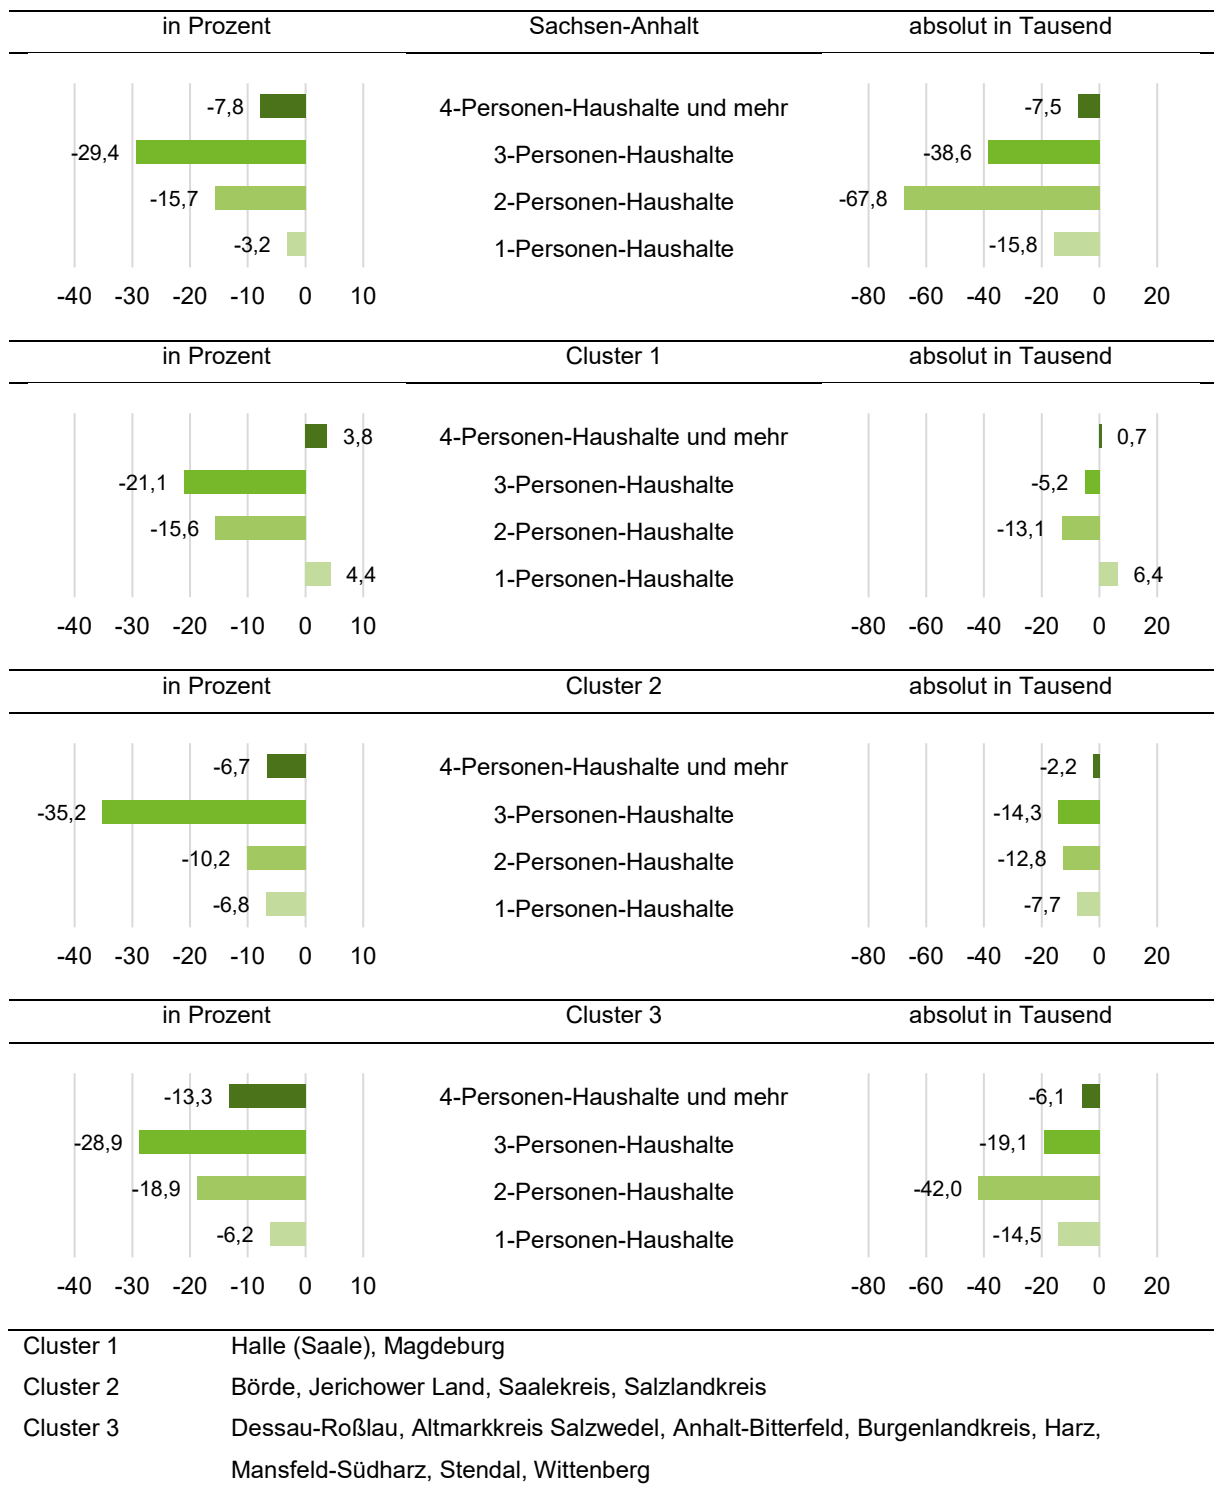 in Prozent Sachsen-Anhalt absolut in Tausend
-7,8 4-Personen-Haushalte und mehr -7,5
-29,4 3-Personen-Haushalte -38,6
-15,7 2-Personen-Haushalte -67,8
-3,2 1-Personen-Haushalte -15,8
-40 -30 -20 -10 0 10 -80 -60 -40 -20 0 20
in Prozent Cluster 1 absolut in Tausend
3,8 4-Personen-Haushalte und mehr 0,7
-21,1 3-Personen-Haushalte -5,2
-15,6 2-Personen-Haushalte -13,1
4,4 1-Personen-Haushalte 6,4
-40 -30 -20 -10 0 10 -80 -60 -40 -20 0 20
in Prozent Cluster 2 absolut in Tausend
-6,7 4-Personen-Haushalte und mehr -2,2
-35,2 3-Personen-Haushalte -14,3
-10,2 2-Personen-Haushalte -12,8
-6,8 1-Personen-Haushalte -7,7
-40 -30 -20 -10 0 10 -80 -60 -40 -20 0 20
in Prozent Cluster 3 absolut in Tausend
-13,3 4-Personen-Haushalte und mehr -6,1
-28,9 3-Personen-Haushalte -19,1
-18,9 2-Personen-Haushalte -42,0
-6,2 1-Personen-Haushalte -14,5
-40 -30 -20 -10 0 10 -80 -60 -40 -20 0 20
Cluster 1 Halle (Saale), Magdeburg
Cluster 2 Börde, Jerichower Land, Saalekreis, Salzlandkreis
Cluster 3 Dessau-Roßlau, Altmarkkreis Salzwedel, Anhalt-Bitterfeld, Burgenlandkreis, Harz,
Mansfeld-Südharz, Stendal, Wittenberg